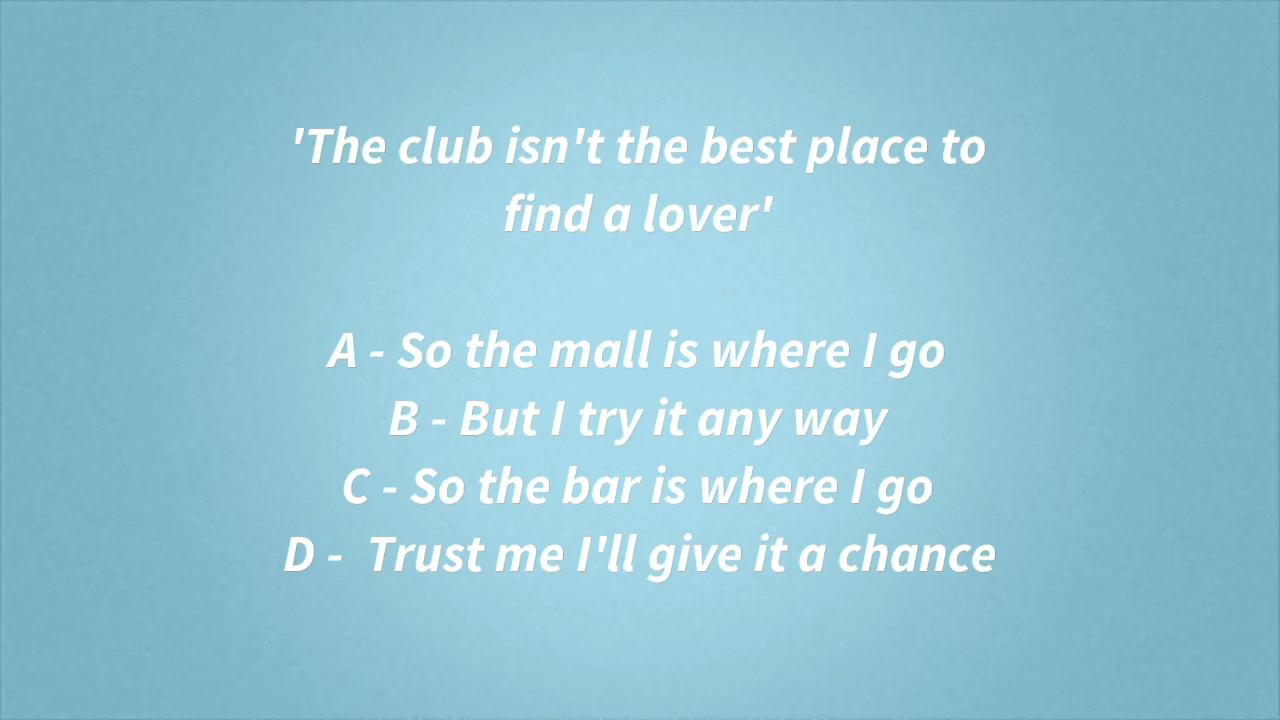 'The club isn't the best place to
find a lover'
A - So the mall is where I go
B - But I try it any way
C - So the bar is where I go
D -  Trust me I'll give it a chance